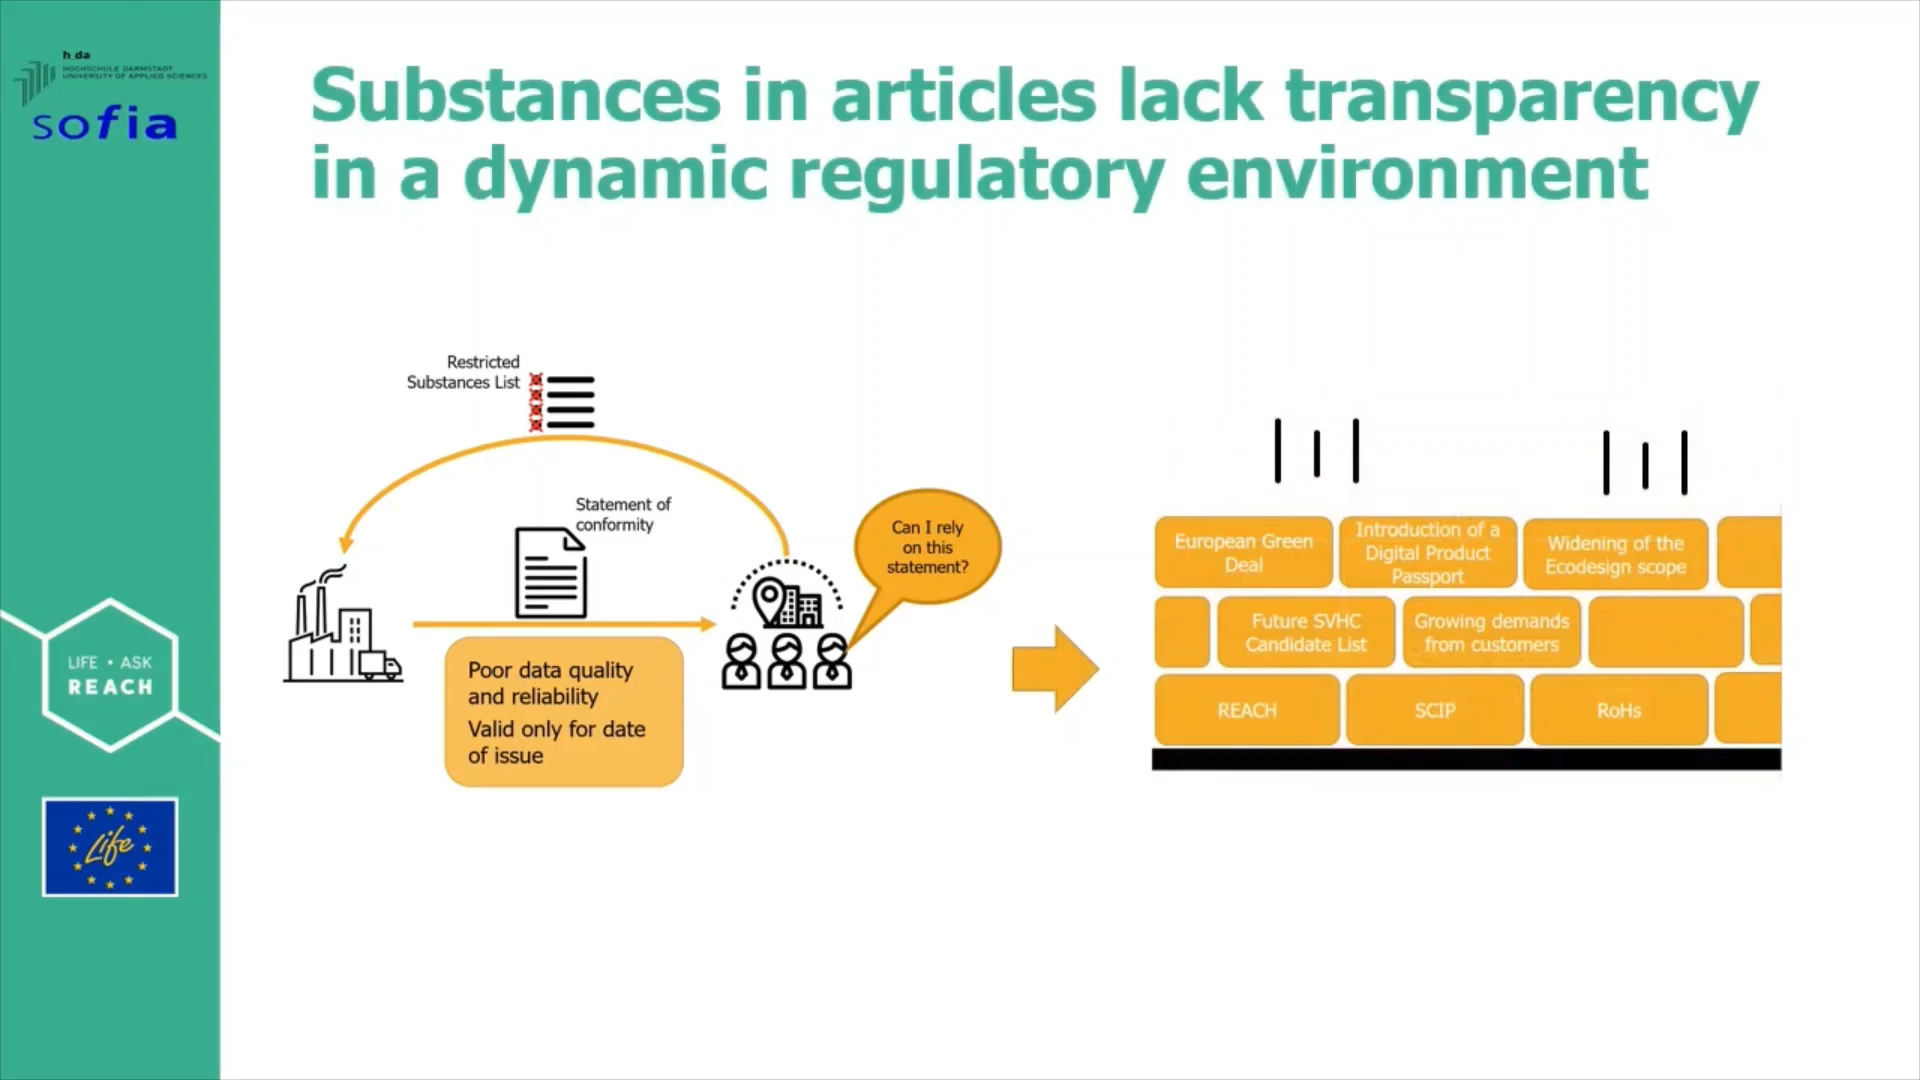 h_da
HOCHSCHULE DARMSTADT
UNIVERSITY OF APPLIED SCIENCES
sofia
Substances in articles lack transparency
in a dynamic regulatory environment
Restricted
Substances List
Statement of
conformity
Can I rely
on this
statement?
Poor data quality
and reliability
Valid only for date
of issue
European Green
Deal
Introduction of a
Digital Product
Passport
Widening of the
Ecodesign scope
Future SVHC
Candidate List
Growing demands
from customers
REACH
SCIP
RoHs
LIFE • ASK
REACH
Life